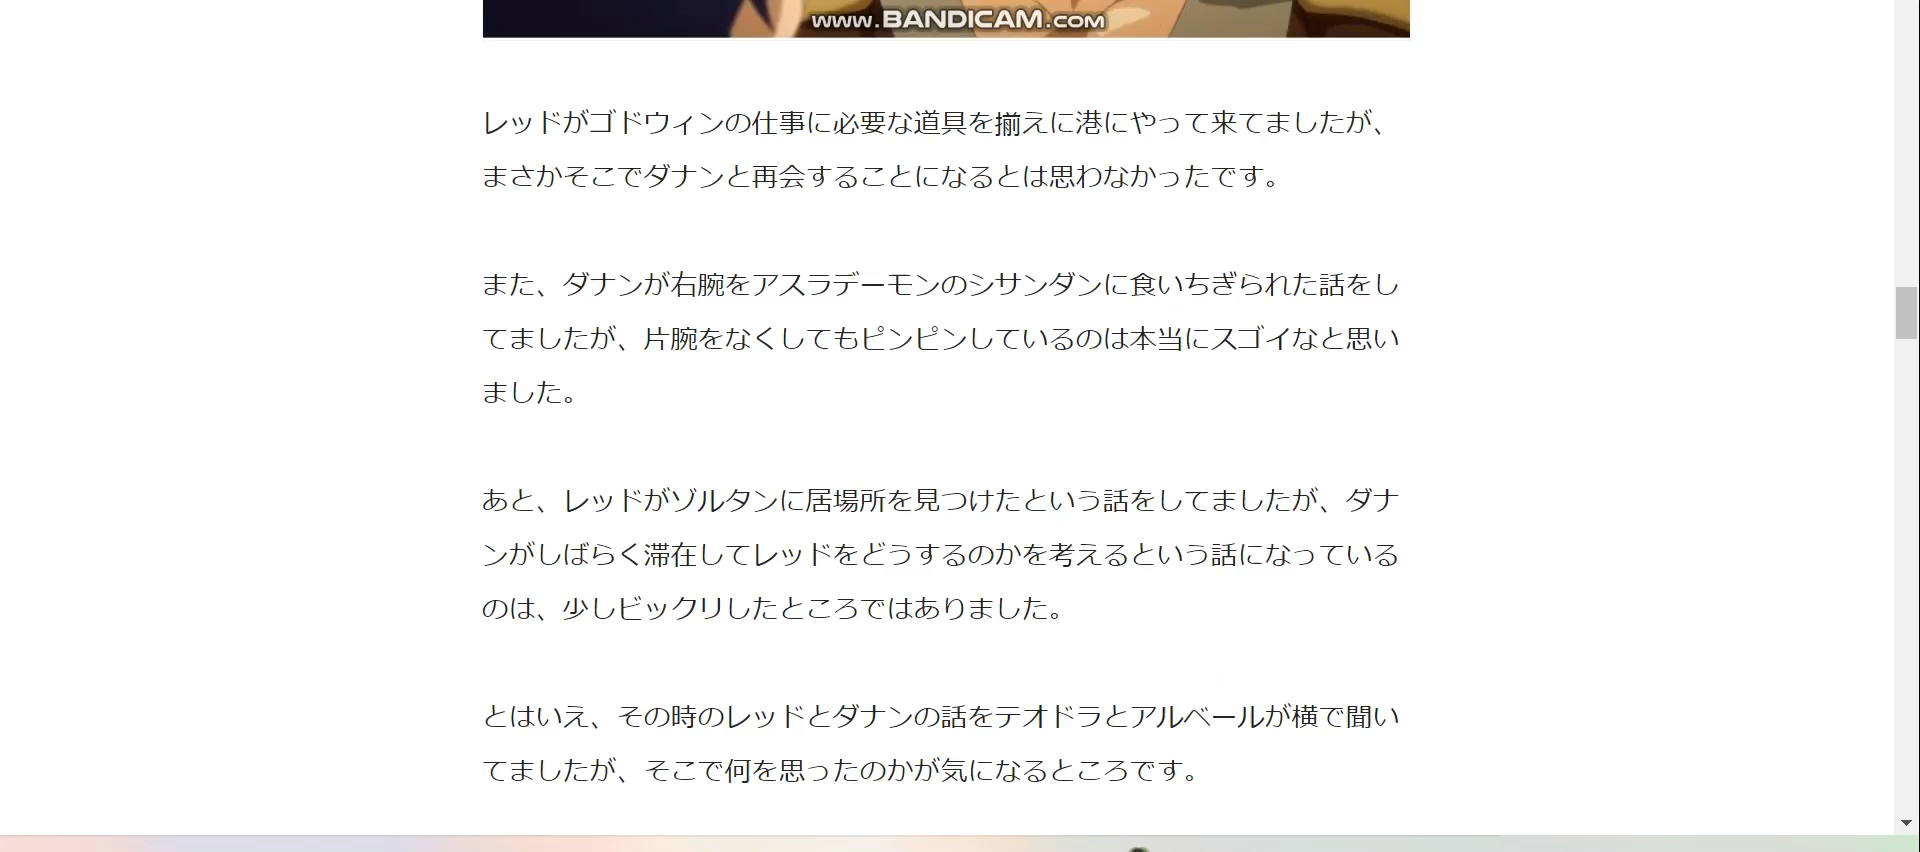 www.BANDICAM.com
レッドがゴドウィンの仕事に必要な道具を揃えに港にやって来てましたが、
まさかそこでダナンと再会することになるとは思わなかったです。
また、ダナンが右腕をアスラデーモンのシサンダンに食いちぎられた話をし
てましたが、片腕をなくしてもピンピンしているのは本当にスゴイなと思い
ました。
あと、レッドがゾルタンに居場所を見つけたという話をしてましたが、ダナ
ンがしばらく滞在してレッドをどうするのかを考えるという話になっている
のは、少しビックリしたところではありました。
とはいえ、その時のレッドとダナンの話をテオドラとアルベールが横で聞い
てましたが、そこで何を思ったのかが気になるところです。